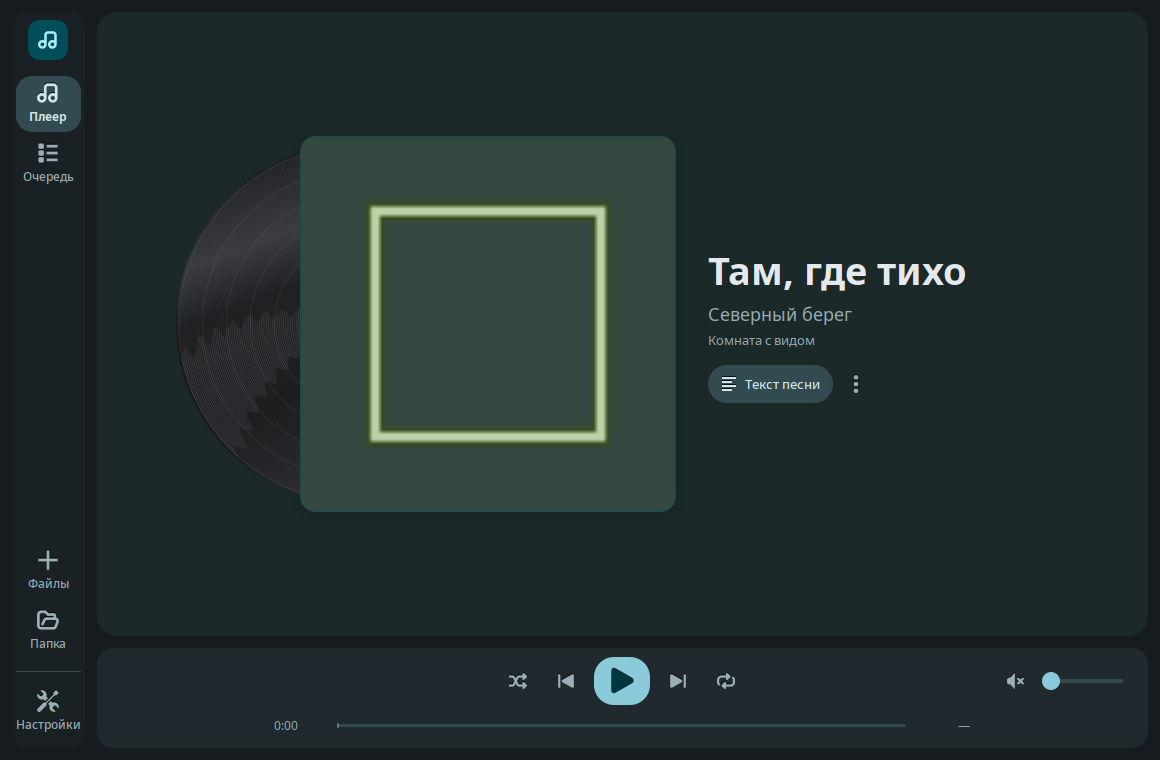 Плеер
Очередь
Там, где тихо
Северный берег
Комната с видом
Текст песни
Файлы
Папка
Настройки
0:00
—